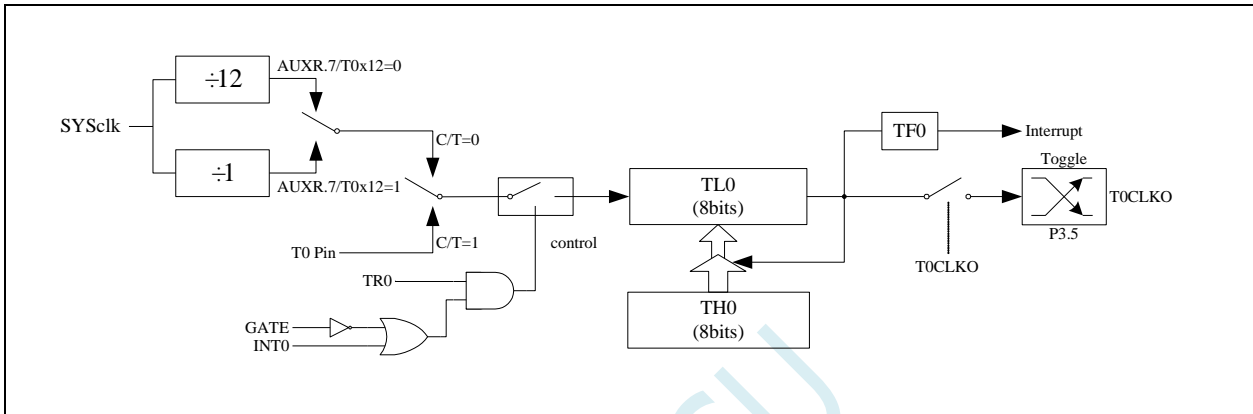 ÷12
AUXR.7/T0x12=0
SYSclk
÷1
AUXR.7/T0x12=1
C/T=0
C/T=1
T0 Pin
control
TR0
GATE
INT0
TL0
(8bits)
TH0
(8bits)
TF0
Interrupt
Toggle
T0CLKO
P3.5
T0CLKO